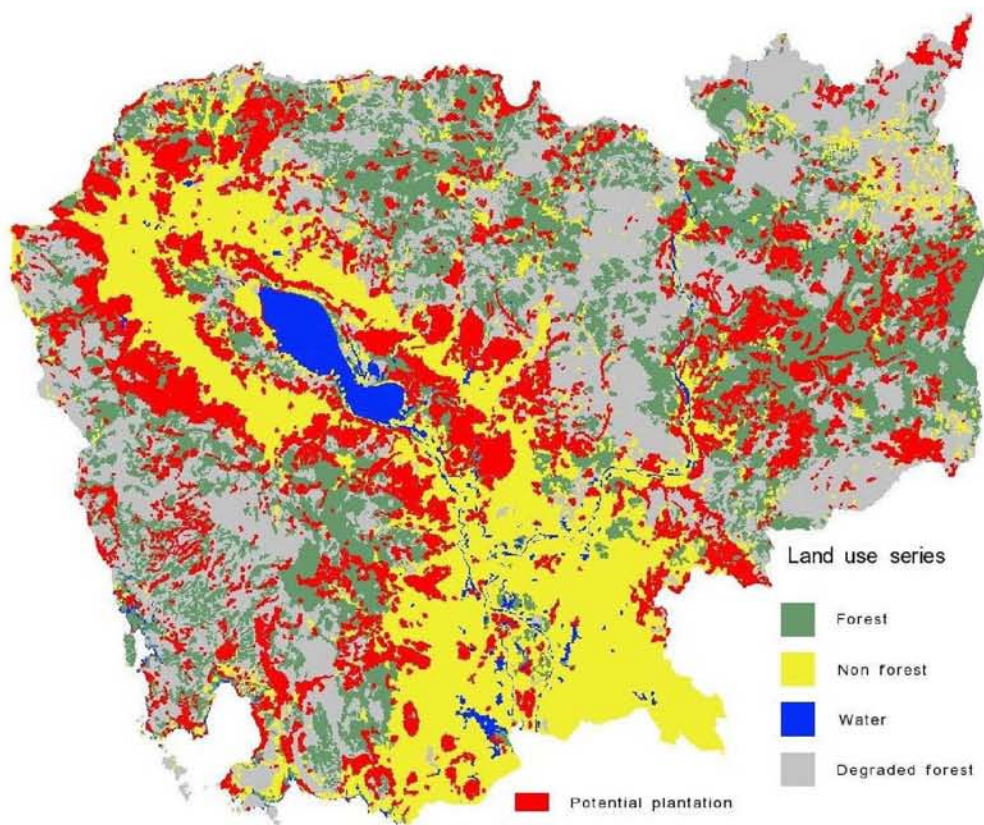 Land use series
Forest
Non forest
Water
Degraded forest
Potential plantation